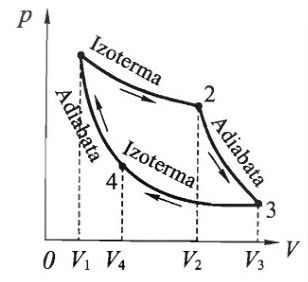 p
Izoterma
2
Adiabata
Adiabata
Izoterma
4
3
0 V₁ V₄ V₂ V₃ V